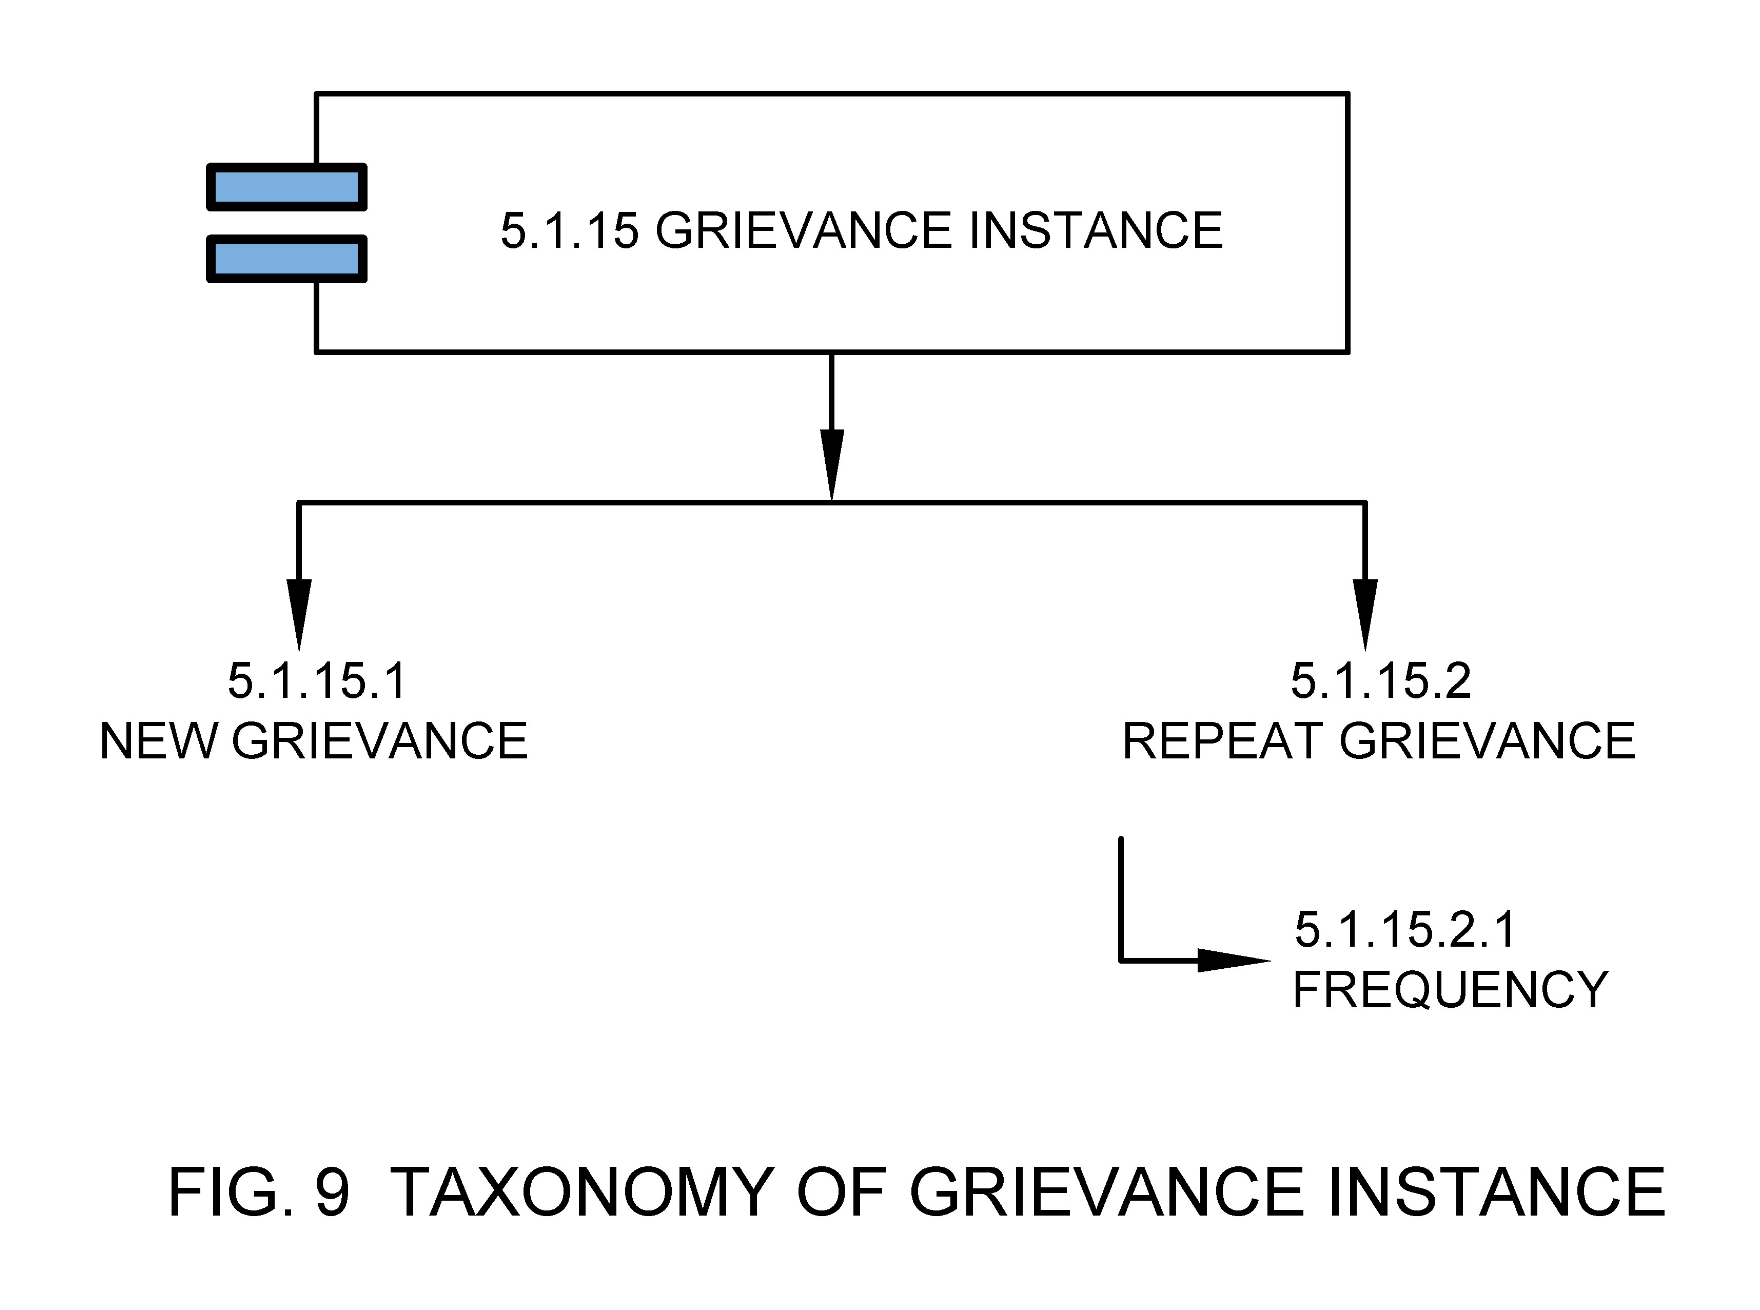 5.1.15 GRIEVANCE INSTANCE
5.1.15.1
NEW GRIEVANCE
5.1.15.2
REPEAT GRIEVANCE
5.1.15.2.1
FREQUENCY
FIG. 9 TAXONOMY OF GRIEVANCE INSTANCE